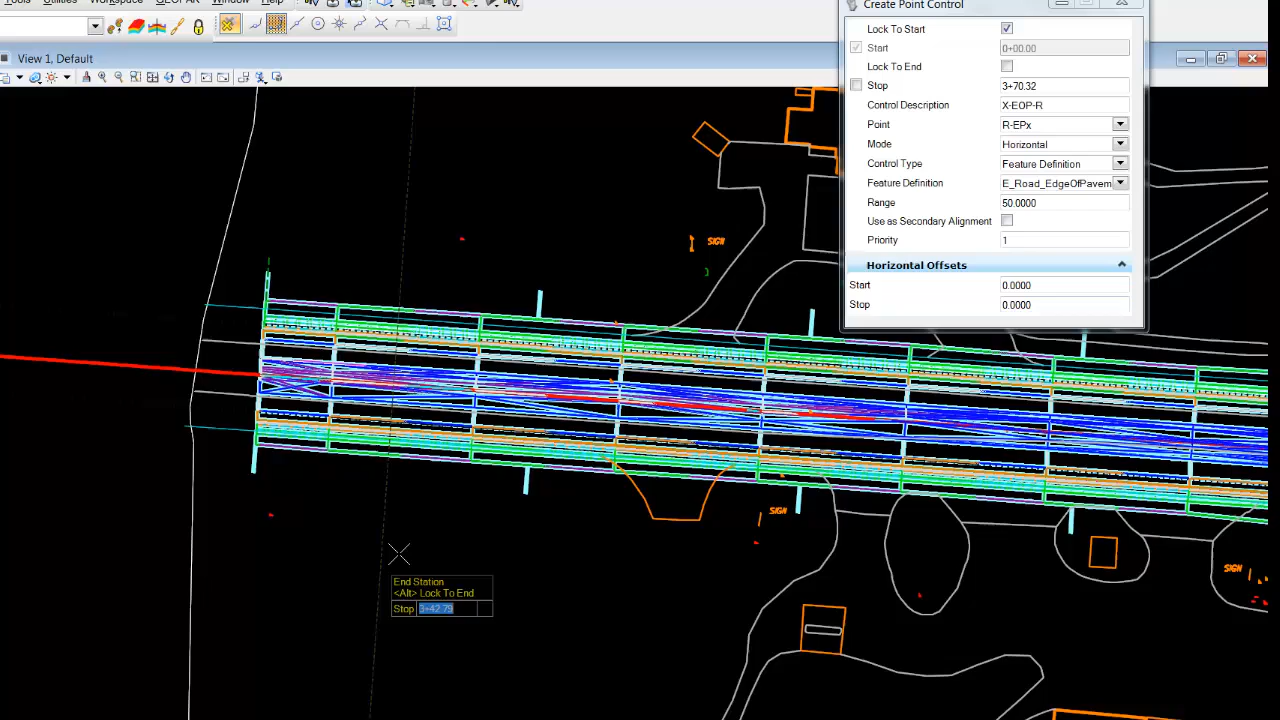 Tools Utilities Workspace GEOPAK Window Help
Create Point Control
Lock To Start
Start 0+00.00
Lock To End
Stop 3+70.32
Control Description X-EOP-R
Point R-EPx
Mode Horizontal
Control Type Feature Definition
Feature Definition E_Road_EdgeOfPavem
Range 50.0000
Use as Secondary Alignment
Priority 1
Horizontal Offsets
Start 0.0000
Stop 0.0000
View 1, Default
SIGN
SIGN
SIGN
End Station
<Alt> Lock To End
Stop 3+42.79